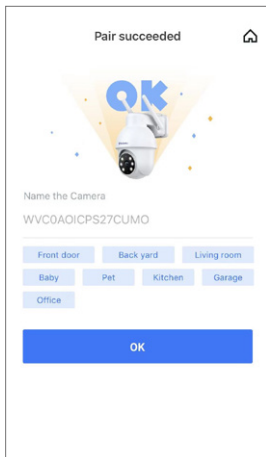 Pair succeeded
OK
Name the Camera
WVC0AOICPS27CUMO
Front door Back yard Living room
Baby Pet Kitchen Garage
Office
OK